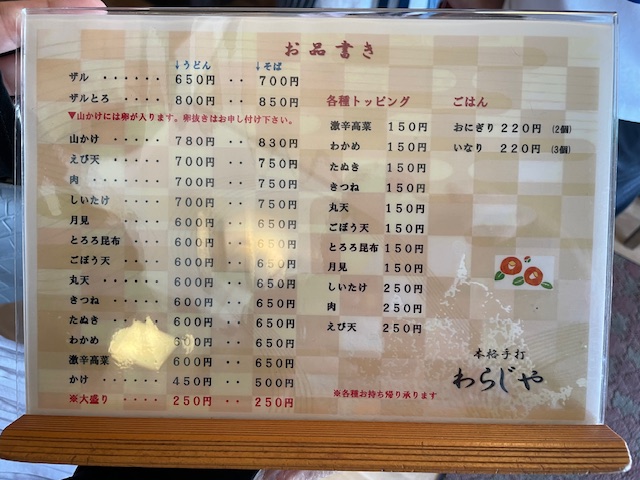 お品書き
↓うどん ↓そば
ザル ・・・・・・ 650円 ・・ 700円
ザルとろ ・・・・ 800円 ・・ 850円
▼山かけには卵が入ります。卵抜きはお申し付け下さい。
山かけ ・・・・・ 780円 ・・ 830円
えび天 ・・・・・ 700円 ・・ 750円
肉 ・・・・・・・ 700円 ・・ 750円
しいたけ ・・・・ 700円 ・・ 750円
月見 ・・・・・・ 600円 ・・ 650円
とろろ昆布 ・・・ 600円 ・・ 650円
ごぼう天 ・・・・ 600円 ・・ 650円
丸天 ・・・・・・ 600円 ・・ 650円
きつね ・・・・・ 600円 ・・ 650円
たぬき ・・・・・ 600円 ・・ 650円
わかめ ・・・・・ 600円 ・・ 650円
激辛高菜 ・・・・ 600円 ・・ 650円
かけ ・・・・・・ 450円 ・・ 500円
※大盛り ・・・・ 250円 ・・ 250円
各種トッピング
激辛高菜 150円
わかめ 150円
たぬき 150円
きつね 150円
丸天 150円
ごぼう天 150円
とろろ昆布 150円
月見 150円
しいたけ 250円
肉 250円
えび天 250円
※各種お持ち帰り承ります
ごはん
おにぎり 220円 (2個)
いなり 220円 (3個)
本格手打
わらじや